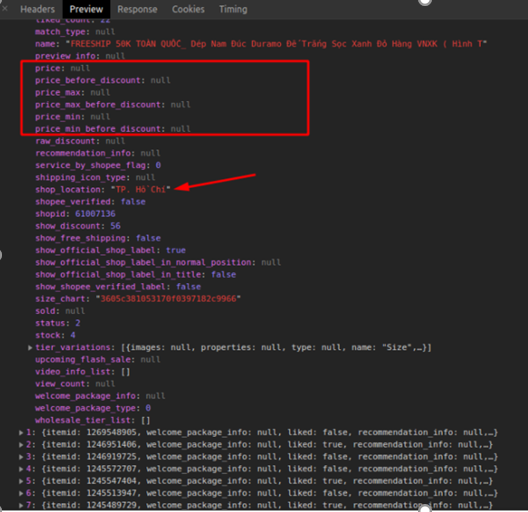 Headers Preview Response Cookies Timing
liked_count: 22
match_type: null
name: "FREESHIP 50K TOÀN QUỐC_ Dép Nam Đúc Duramo Đế Trắng Sọc Xanh Đồ Hàng VNXK ( Hình T"
preview_info: null
price: null
price_before_discount: null
price_max: null
price_max_before_discount: null
price_min: null
price_min_before_discount: null
raw_discount: null
recommendation_info: null
service_by_shopee_flag: 0
shipping_icon_type: null
shop_location: "TP. Hồ Chí"
shopee_verified: false
shopid: 61007136
show_discount: 56
show_free_shipping: false
show_official_shop_label: true
show_official_shop_label_in_normal_position: null
show_official_shop_label_in_title: false
show_shopee_verified_label: false
size_chart: "3605c381053170f0397182c9966"
sold: null
status: 2
stock: 4
tier_variations: [{images: null, properties: null, type: null, name: "Size",…}]
upcoming_flash_sale: null
video_info_list: []
view_count: null
welcome_package_info: null
welcome_package_type: 0
wholesale_tier_list: []
1: {itemid: 1269548905, welcome_package_info: null, liked: false, recommendation_info: null,…}
2: {itemid: 1246951406, welcome_package_info: null, liked: true, recommendation_info: null,…}
3: {itemid: 1246919725, welcome_package_info: null, liked: false, recommendation_info: null,…}
4: {itemid: 1245572707, welcome_package_info: null, liked: false, recommendation_info: null,…}
5: {itemid: 1245547404, welcome_package_info: null, liked: true, recommendation_info: null,…}
6: {itemid: 1245513947, welcome_package_info: null, liked: false, recommendation_info: null,…}
7: {itemid: 1245489729, welcome_package_info: null, liked: true, recommendation_info: null,…}